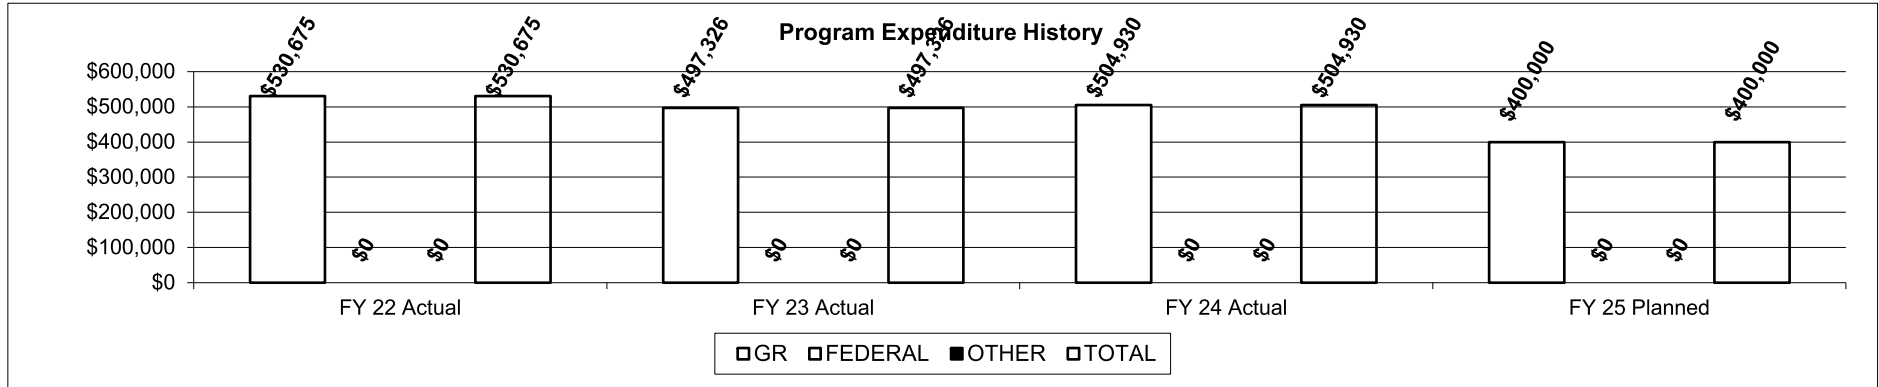 Program Expenditure History
$530,675 $530,675 $497,326 $497,326 $504,930 $504,930 $400,000 $400,000
$600,000
$500,000
$400,000
$300,000
$200,000
$100,000
$0 $0 $0 $0 $0 $0 $0 $0
$0
FY 22 Actual FY 23 Actual FY 24 Actual FY 25 Planned
GR FEDERAL OTHER TOTAL